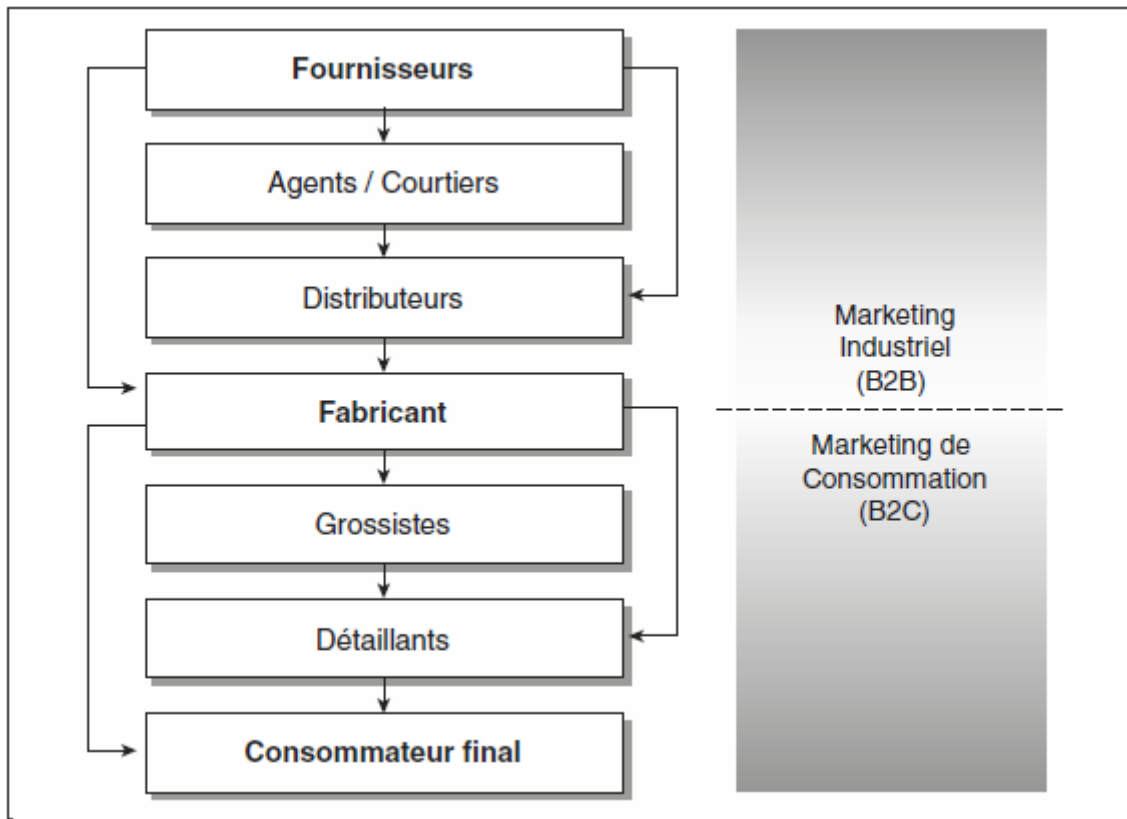 Fournisseurs
Agents / Courtiers
Distributeurs
Fabricant
Grossistes
Détaillants
Consommateur final
Marketing
Industriel
(B2B)
Marketing de
Consommation
(B2C)